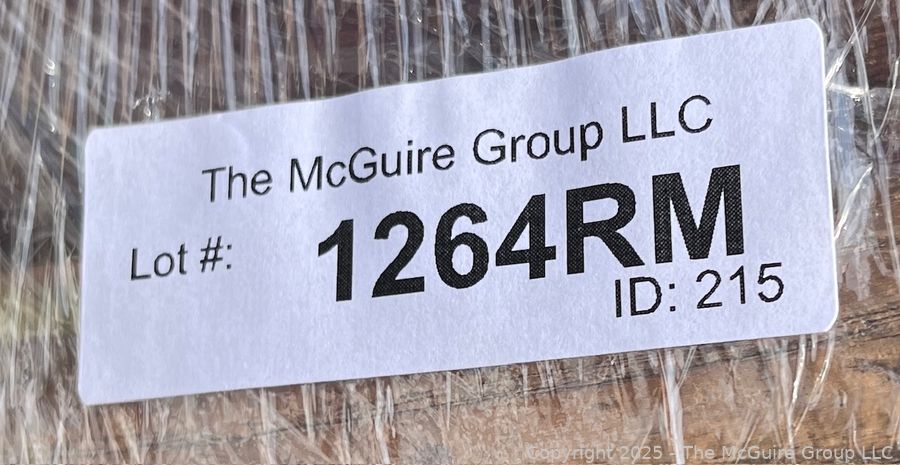 The McGuire Group LLC
Lot #: 1264RM
ID: 215
Copyright 2025 - The McGuire Group LLC